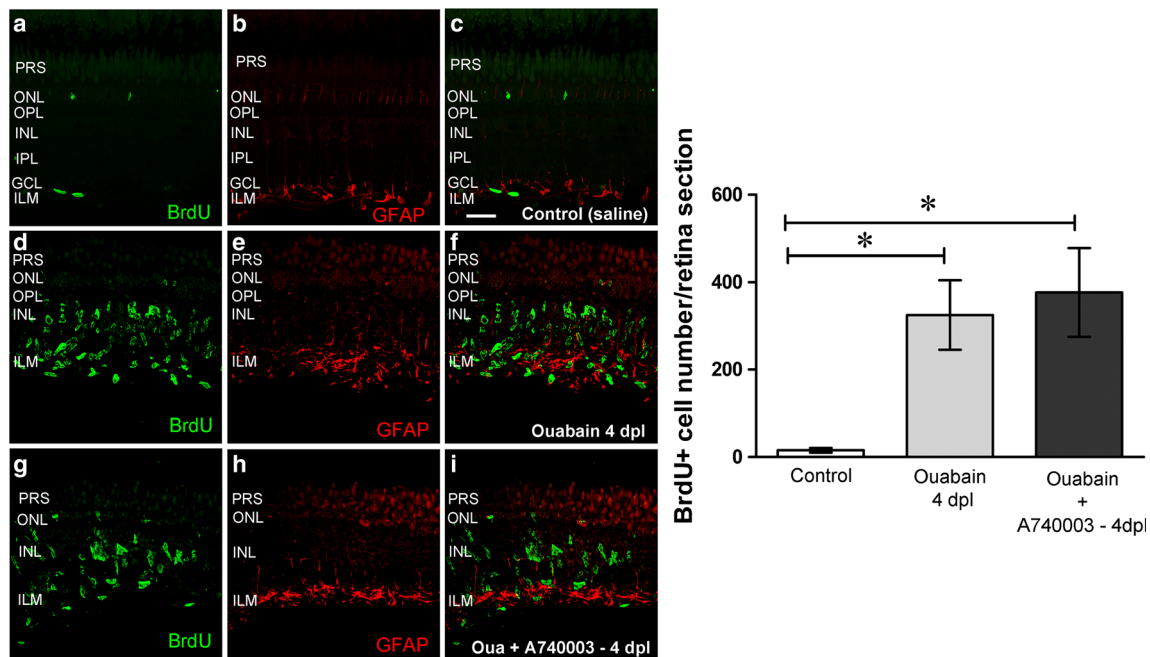 a
PRS
ONL
OPL
INL
IPL
GCL
ILM
BrdU
b
PRS
ONL
OPL
INL
IPL
GCL
ILM
GFAP
c
PRS
ONL
OPL
INL
IPL
GCL
ILM
Control (saline)
d
PRS
ONL
OPL
INL
ILM
BrdU
e
PRS
ONL
OPL
INL
ILM
GFAP
f
PRS
ONL
OPL
INL
ILM
Ouabain 4 dpl
g
PRS
ONL
INL
ILM
BrdU
h
PRS
ONL
INL
ILM
GFAP
i
PRS
ONL
INL
ILM
Oua + A740003 - 4 dpl
BrdU+ cell number/retina section
600
400
200
0
*
*
Control
Ouabain
4 dpl
Ouabain
+
A740003 - 4dpl